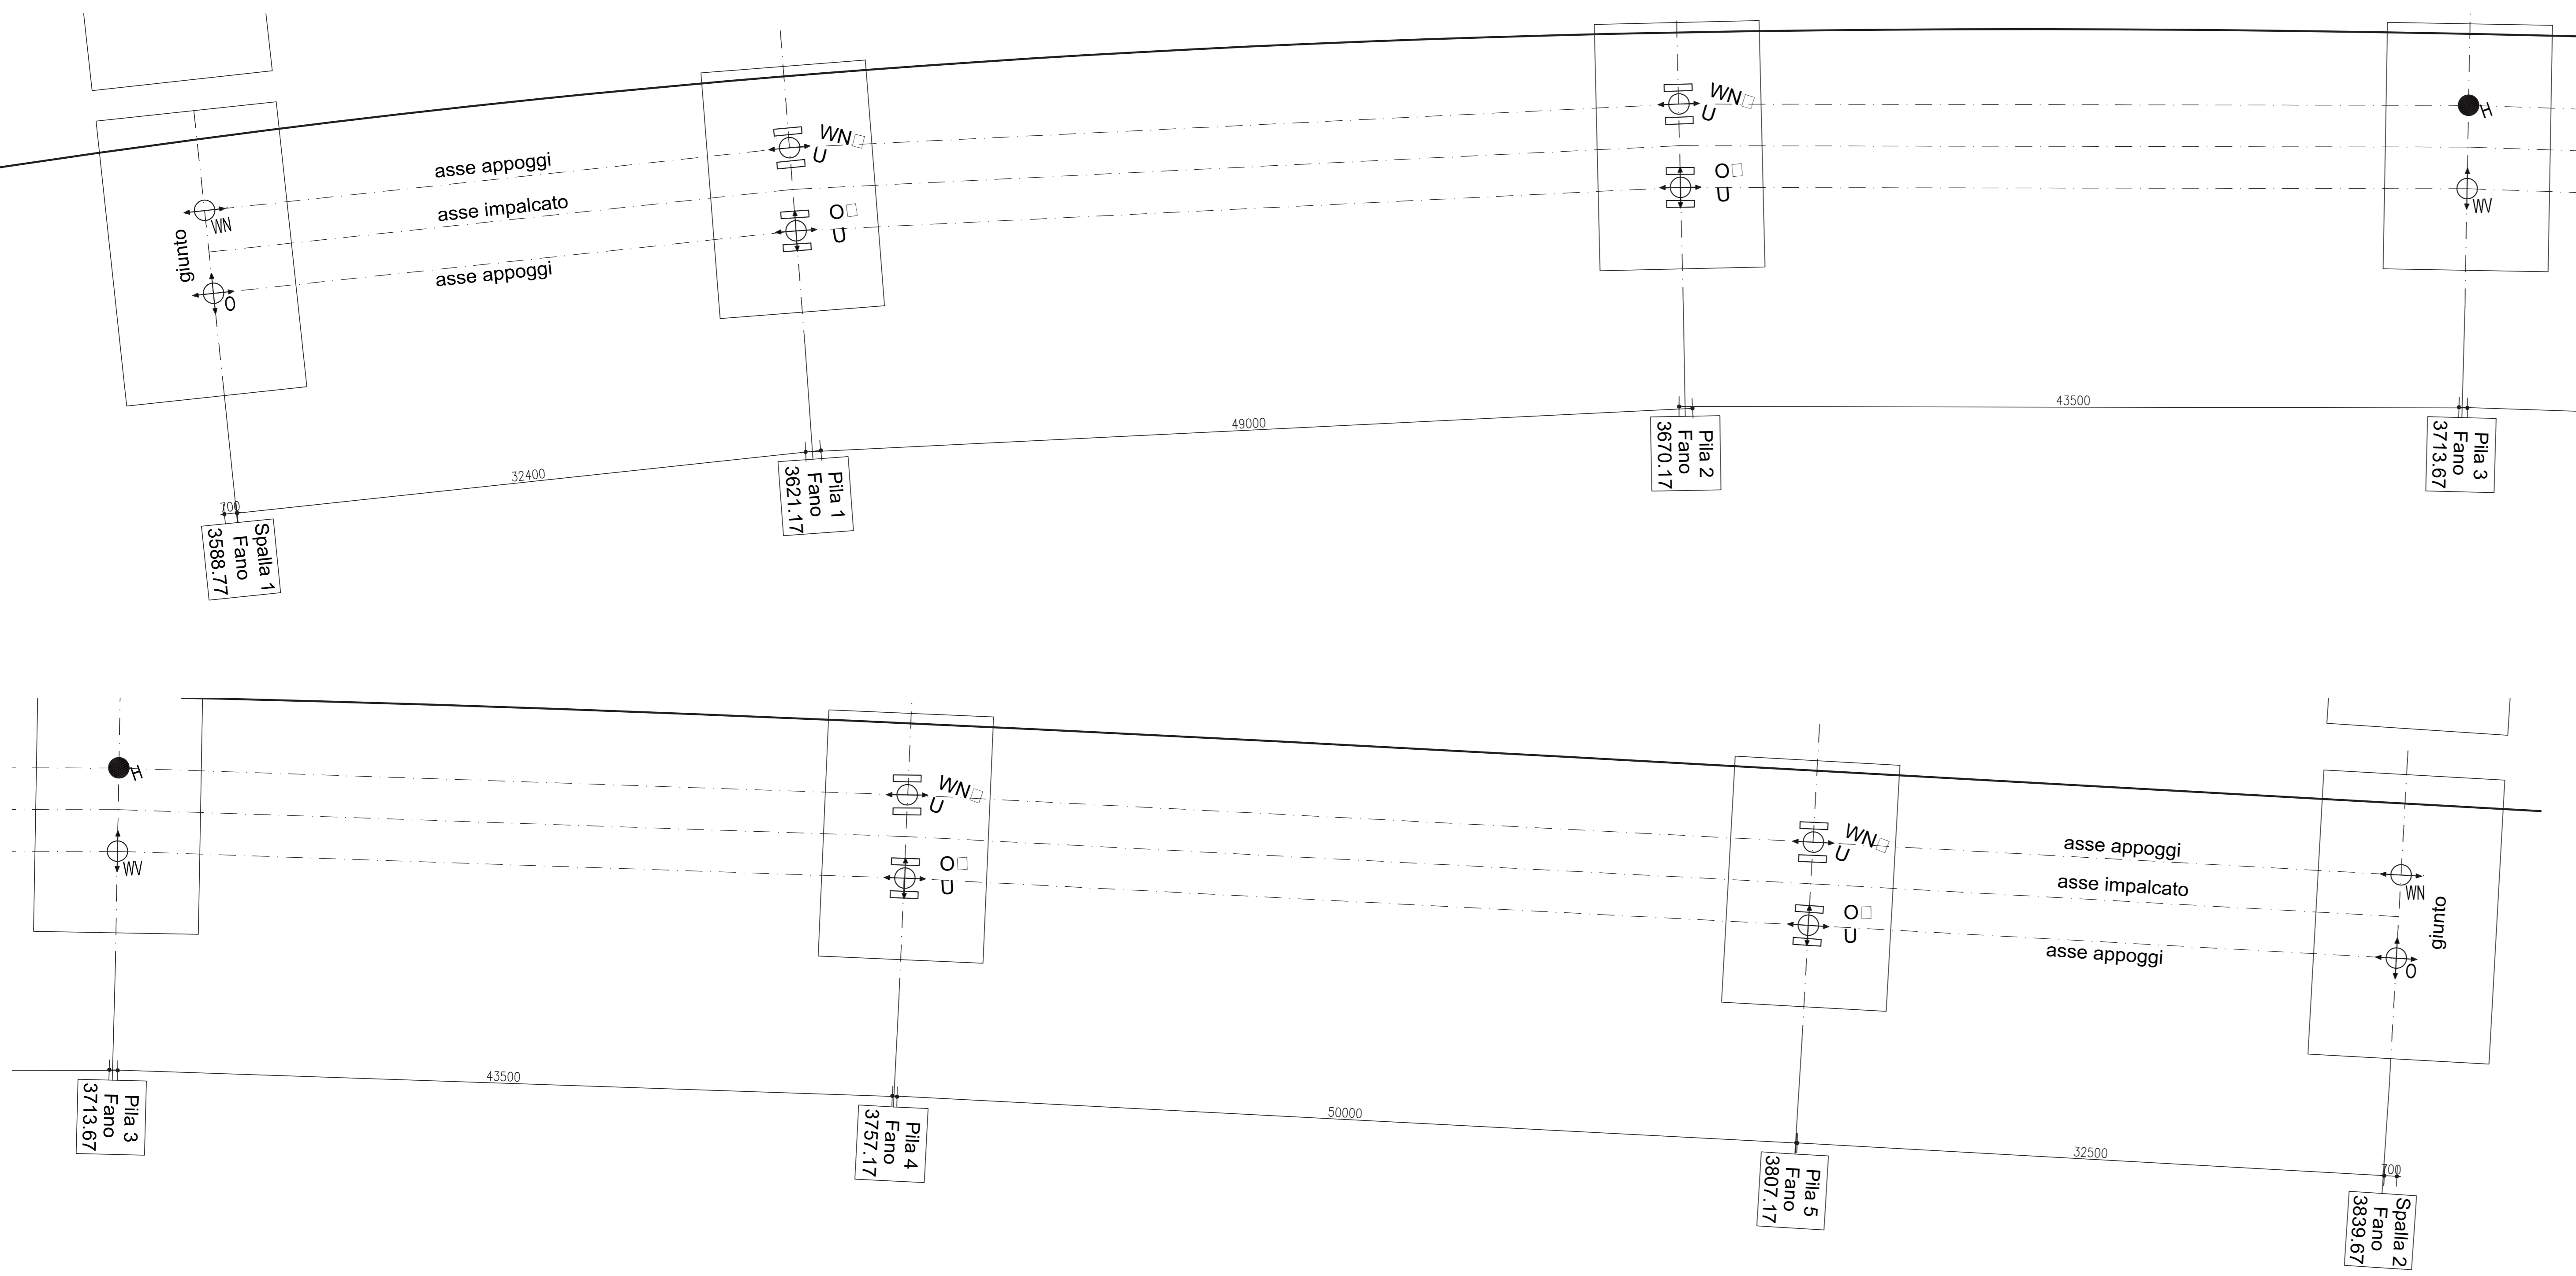 asse appoggi
asse impalcato
asse appoggi
giunto
WN
O
WN
U
O
U
WN
U
O
U
H
WV
700
32400
49000
43500
Spalla 1
Fano
3588.77
Pila 1
Fano
3621.17
Pila 2
Fano
3670.17
Pila 3
Fano
3713.67
H
WV
WN
U
O
U
WN
U
O
U
asse appoggi
asse impalcato
asse appoggi
WN
O
giunto
43500
50000
32500
700
Pila 3
Fano
3713.67
Pila 4
Fano
3757.17
Pila 5
Fano
3807.17
Spalla 2
Fano
3839.67